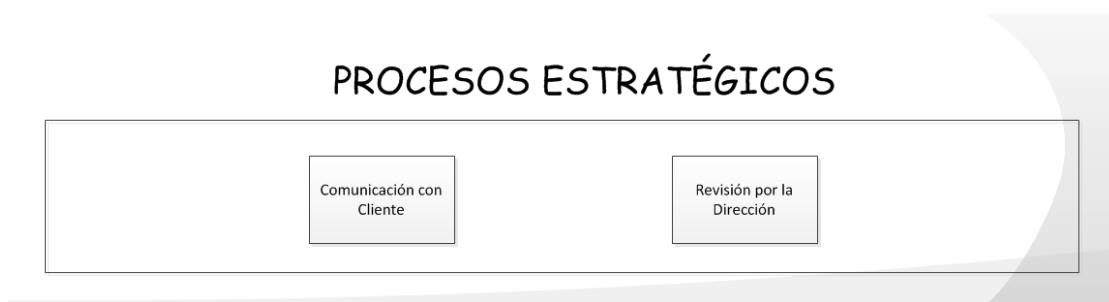 PROCESOS ESTRATÉGICOS
Comunicación con
Cliente
Revisión por la
Dirección